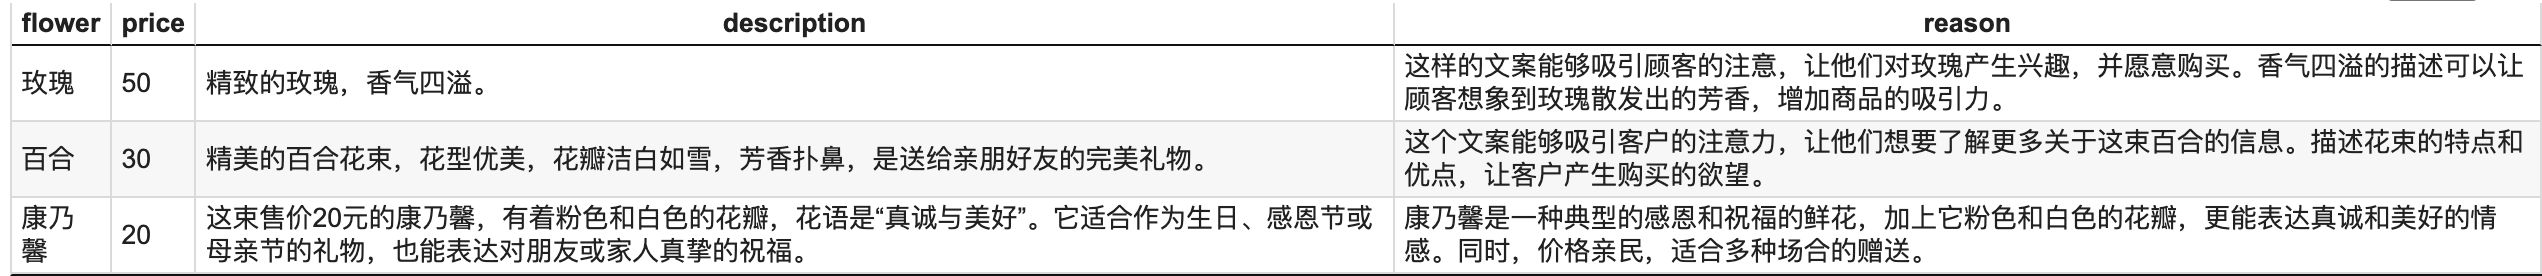 flower price description reason
玫瑰 50 精致的玫瑰，香气四溢。 这样的文案能够吸引顾客的注意，让他们对玫瑰产生兴趣，并愿意购买。香气四溢的描述可以让
顾客想象到玫瑰散发出的芳香，增加商品的吸引力。
百合 30 精美的百合花束，花型优美，花瓣洁白如雪，芳香扑鼻，是送给亲朋好友的完美礼物。 这个文案能够吸引客户的注意力，让他们想要了解更多关于这束百合的信息。描述花束的特点和
优点，让客户产生购买的欲望。
康乃
馨
20
这束售价20元的康乃馨，有着粉色和白色的花瓣，花语是“真诚与美好”。它适合作为生日、感恩节或
母亲节的礼物，也能表达对朋友或家人真挚的祝福。
康乃馨是一种典型的感恩和祝福的鲜花，加上它粉色和白色的花瓣，更能表达真诚和美好的情
感。同时，价格亲民，适合多种场合的赠送。